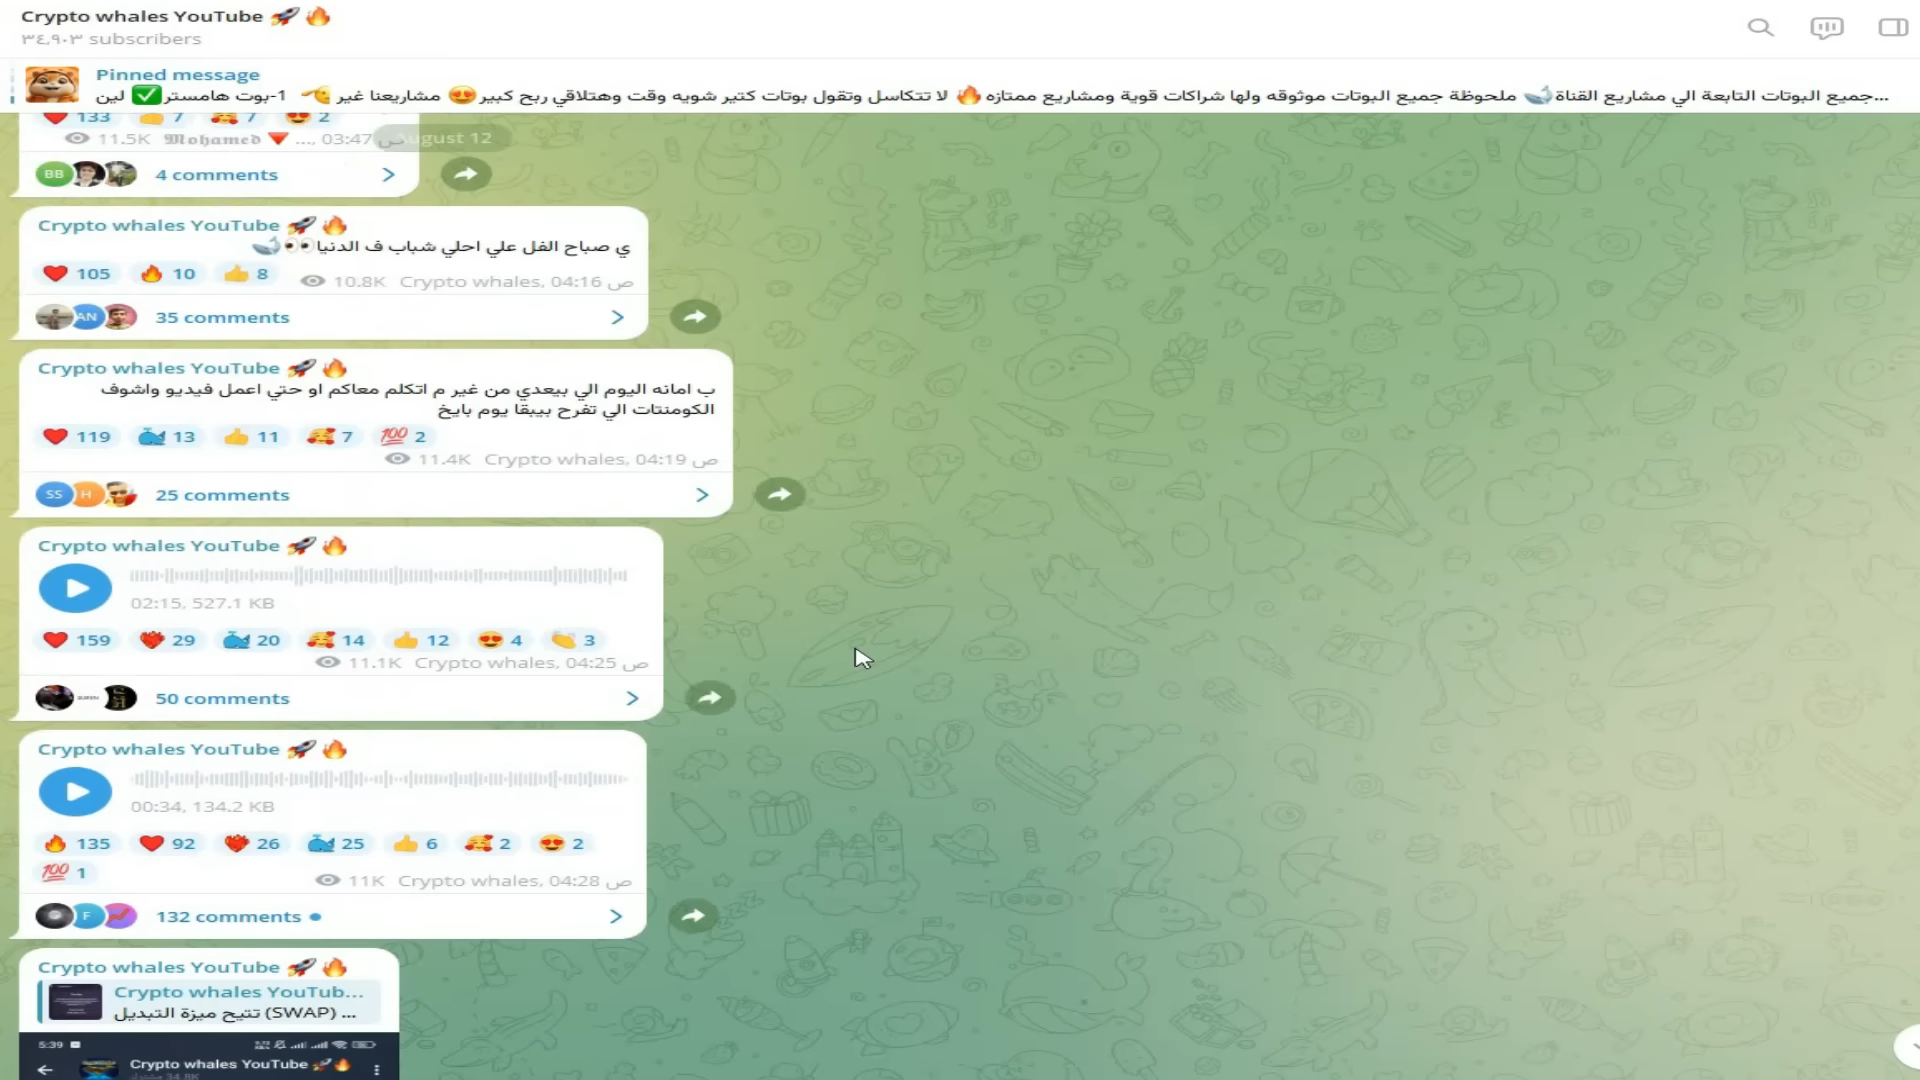 Crypto whales YouTube 🚀🔥
٣٤,٩٠٣ subscribers
Pinned message
جميع البوتات التابعة الي مشاريع القناة🐋 ملحوظة جميع البوتات موثوقه ولها شراكات قوية ومشاريع ممتازه🔥 لا تتكاسل وتقول بوتات كتير شويه وقت وهتلاقي ربح كبير😍 مشاريعنا غير🫡 1-بوت هامستر✅ لين...
❤️ 133 👍 7 🥰 7 😍 2
11.5K 𝕸𝖔𝖍𝖆𝖒𝖊𝖉 🔻 ..., 03:47 ص
August 12
BB
4 comments
Crypto whales YouTube 🚀🔥
ي صباح الفل علي احلي شباب ف الدنيا👀🐋
❤️ 105 🔥 10 👍 8
10.8K Crypto whales, 04:16 ص
AN
35 comments
Crypto whales YouTube 🚀🔥
ب امانه اليوم الي بيعدي من غير م اتكلم معاكم او حتي اعمل فيديو واشوف
الكومنتات الي تفرح بيبقا يوم بايخ
❤️ 119 🐳 13 👍 11 🥰 7 💯 2
11.4K Crypto whales, 04:19 ص
SS H
25 comments
Crypto whales YouTube 🚀🔥
02:15, 527.1 KB
❤️ 159 ❤️‍🔥 29 🐳 20 🥰 14 👍 12 😍 4 👏 3
11.1K Crypto whales, 04:25 ص
50 comments
Crypto whales YouTube 🚀🔥
00:34, 134.2 KB
🔥 135 ❤️ 92 ❤️‍🔥 26 🐳 25 👍 6 🥰 2 😍 2
💯 1
11K Crypto whales, 04:28 ص
F
132 comments
Crypto whales YouTube 🚀🔥
Crypto whales YouTub...
تتيح ميزة التبديل (SWAP) ...
5:39
Crypto whales YouTube 🚀🔥